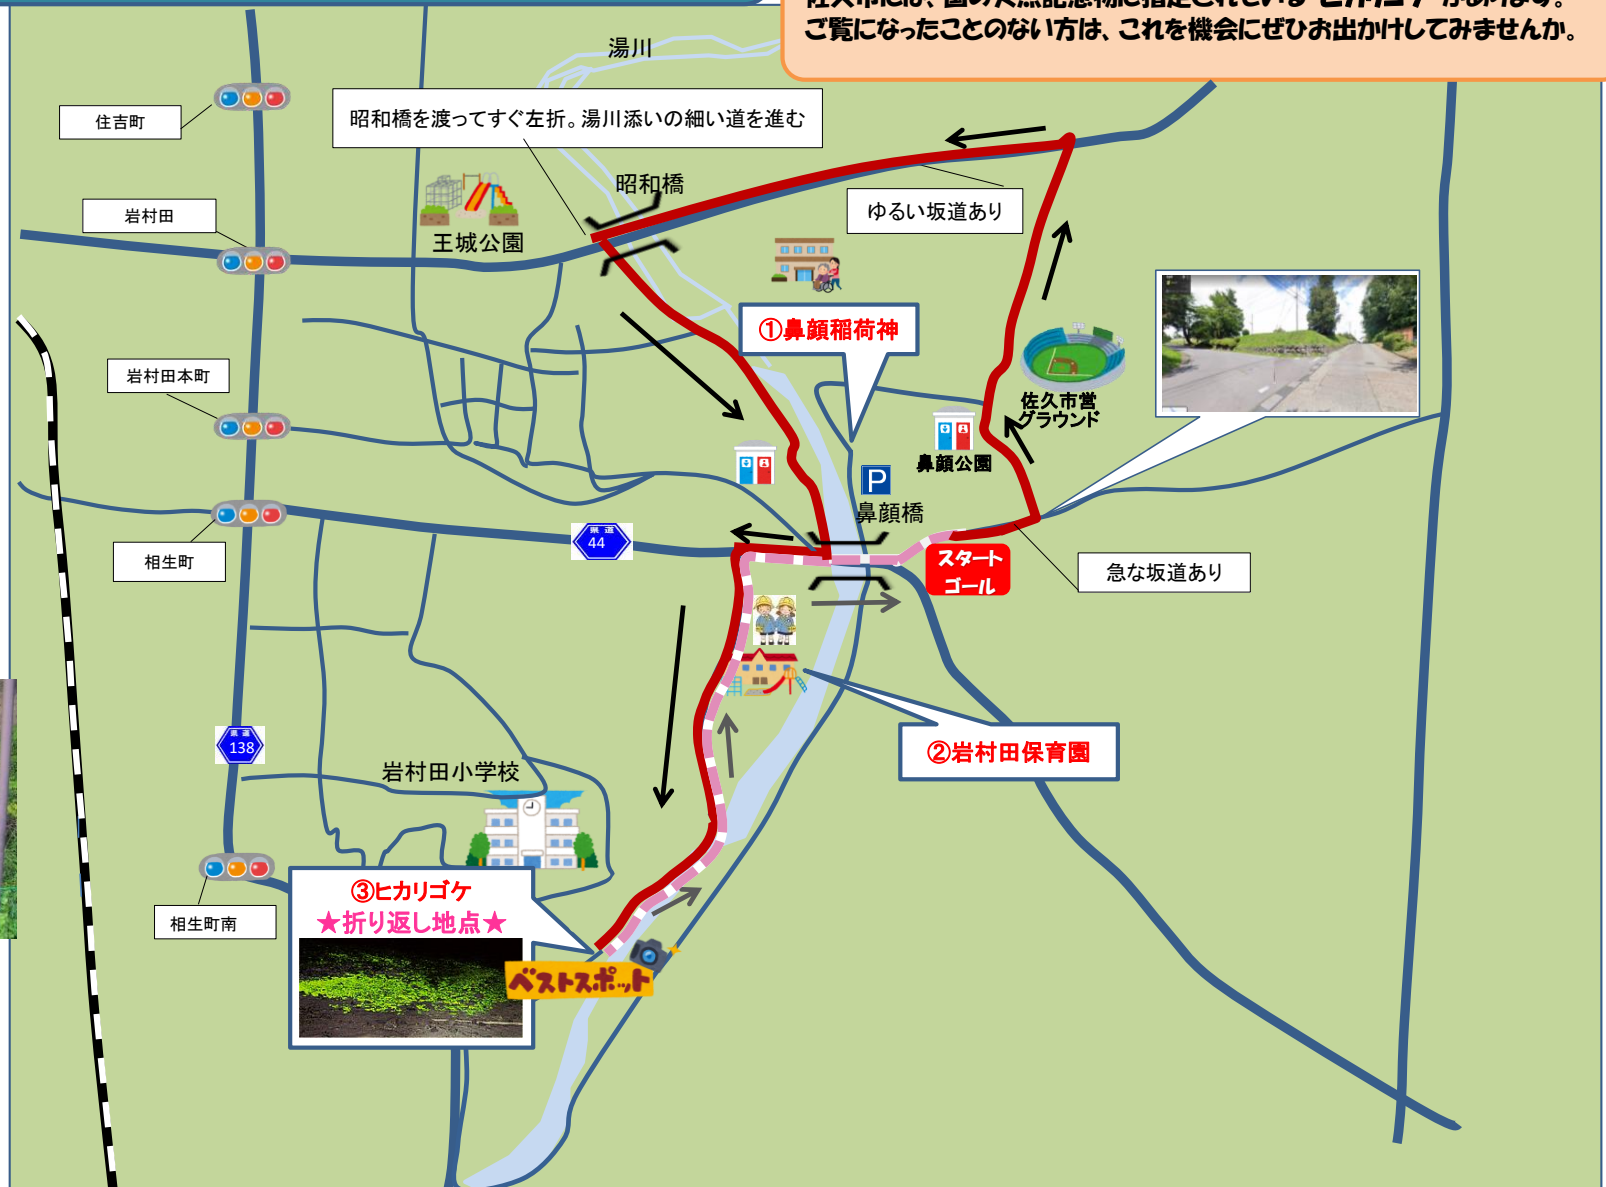 ご覧になったことのない方は、これを機会にぜひお出かけしてみませんか。
湯川
住吉町
昭和橋を渡ってすぐ左折。湯川添いの細い道を進む
昭和橋
岩村田
ゆるい坂道あり
王城公園
①鼻顔稲荷神
岩村田本町
佐久市営
グラウンド
鼻顔公園
P
鼻顔橋
相生町
県道
44
スタート
ゴール
急な坂道あり
県道
138
②岩村田保育園
岩村田小学校
③ヒカリゴケ
★折り返し地点★
相生町南
ベストスポット